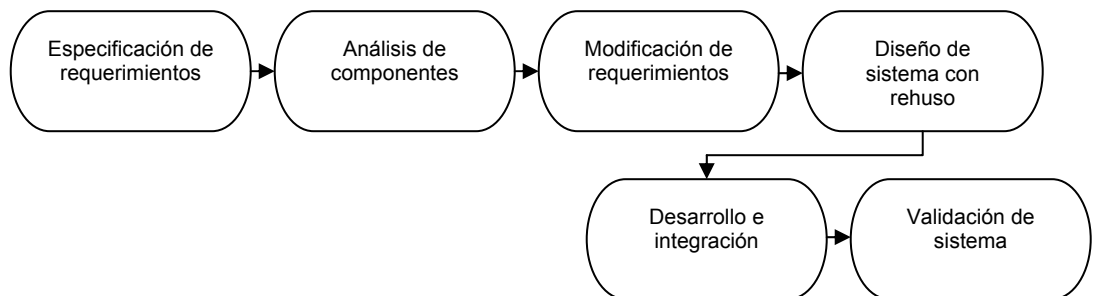 Especificación de
requerimientos
Análisis de
componentes
Modificación de
requerimientos
Diseño de
sistema con
rehuso
Desarrollo e
integración
Validación de
sistema